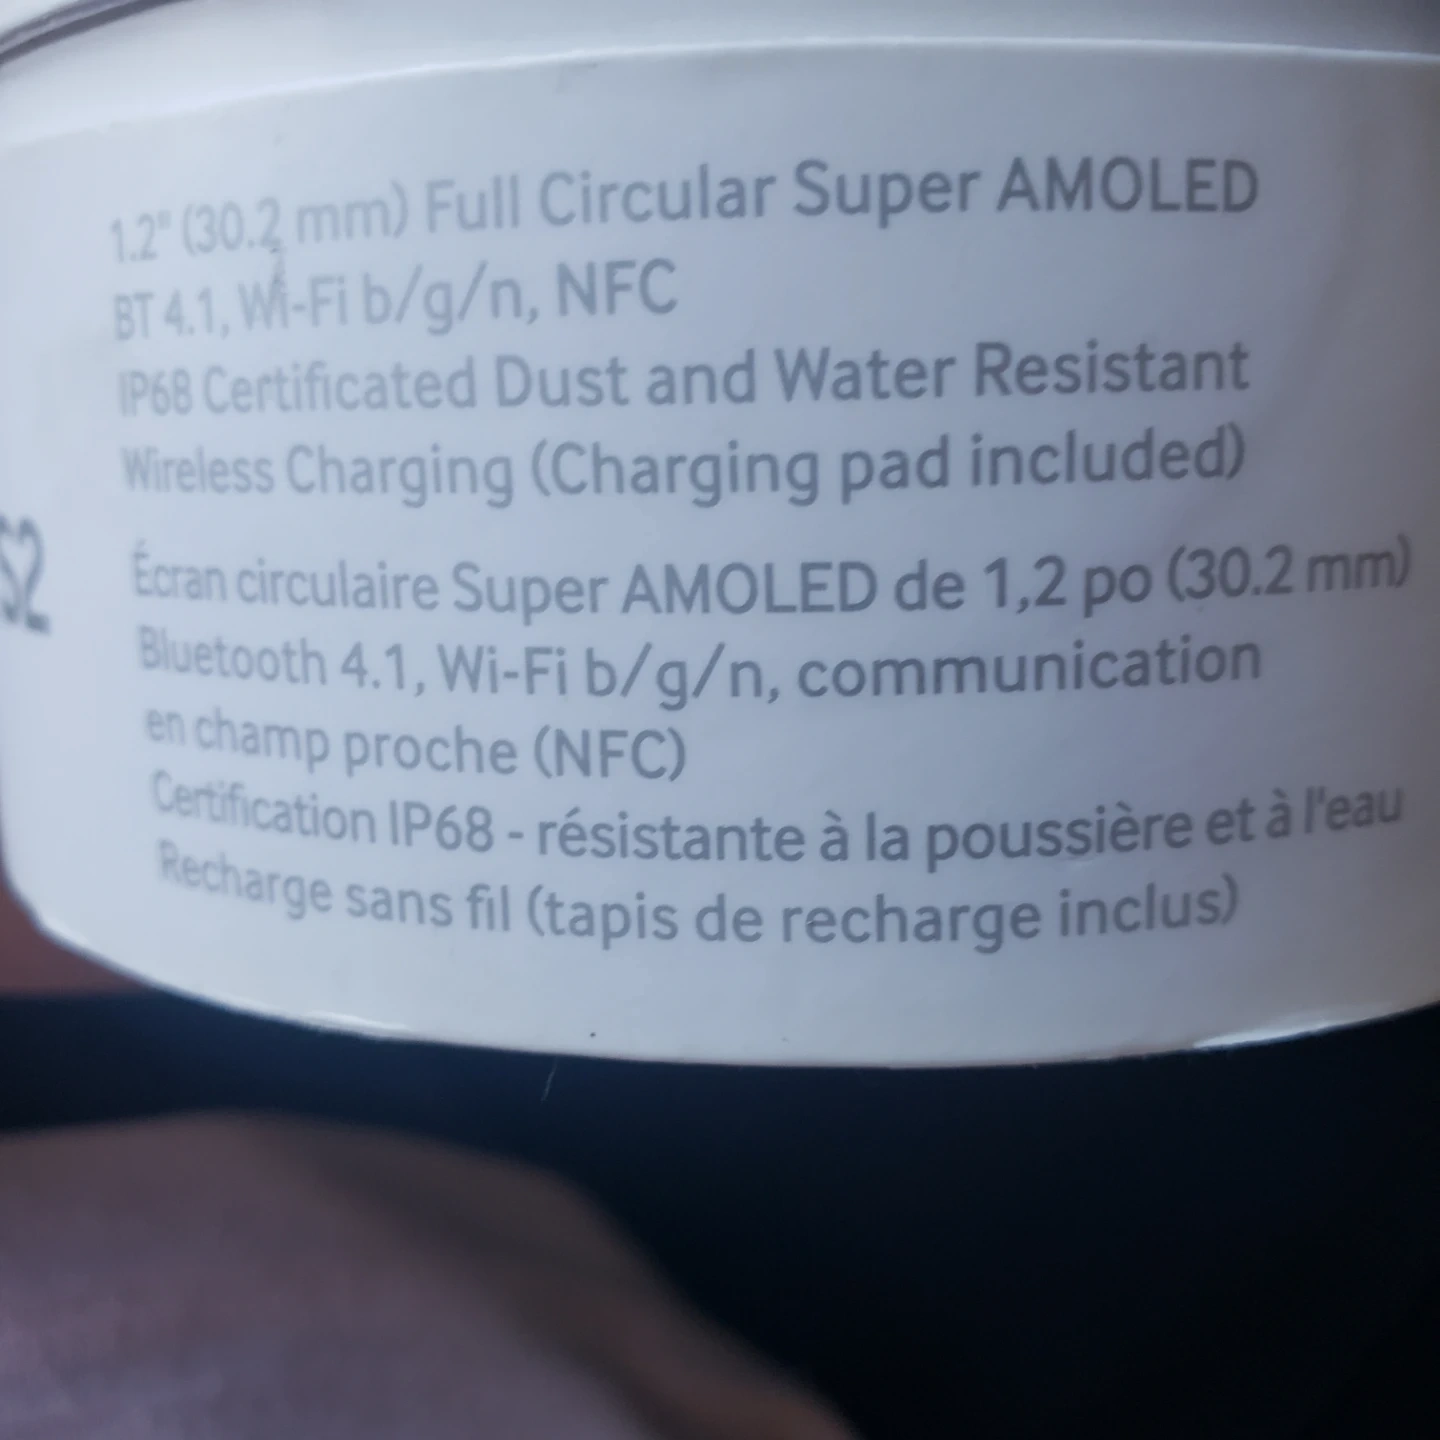 1.2" (30.2 mm) Full Circular Super AMOLED
BT 4.1, Wi-Fi b/g/n, NFC
IP68 Certificated Dust and Water Resistant
Wireless Charging (Charging pad included)
S2
Écran circulaire Super AMOLED de 1,2 po (30.2 mm)
Bluetooth 4.1, Wi-Fi b/g/n, communication
en champ proche (NFC)
Certification IP68 - résistante à la poussière et à l'eau
Recharge sans fil (tapis de recharge inclus)